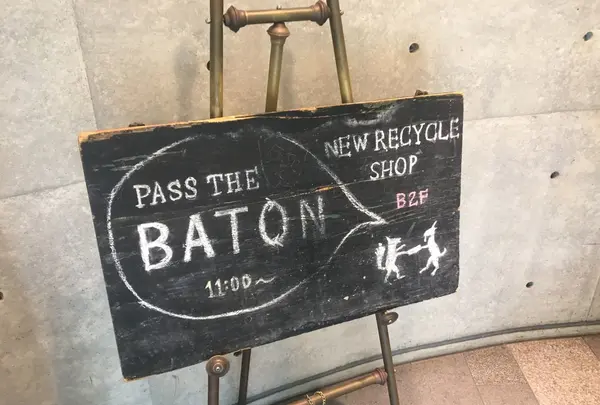 PASS THE
BATON
11:00~
NEW RECYCLE
SHOP
B2F